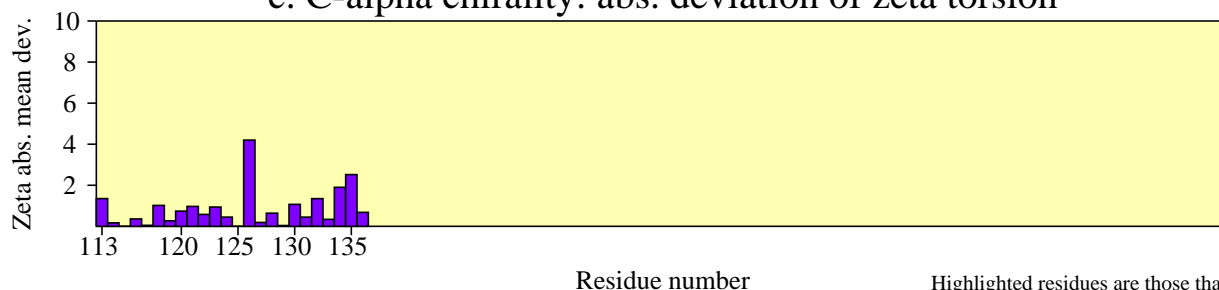 c. C-alpha chirality: abs. deviation of zeta torsion
Zeta abs. mean dev.
10
8
6
4
2
113 120 125 130 135
Residue number
Highlighted residues are those tha